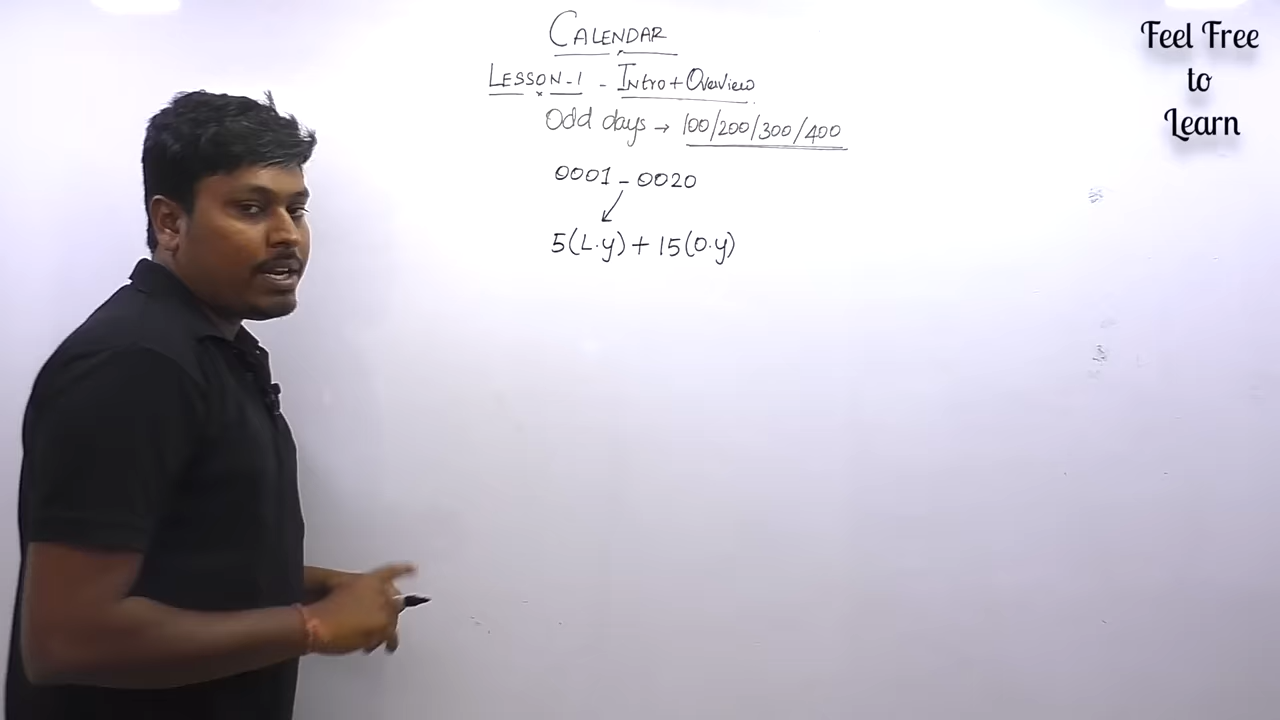 CALENDAR
LESSON-1 - Intro+Overview
Odd days → 100/200/300/400
0001 - 0020
5(L.y) + 15(O.y)
Feel Free
to
Learn